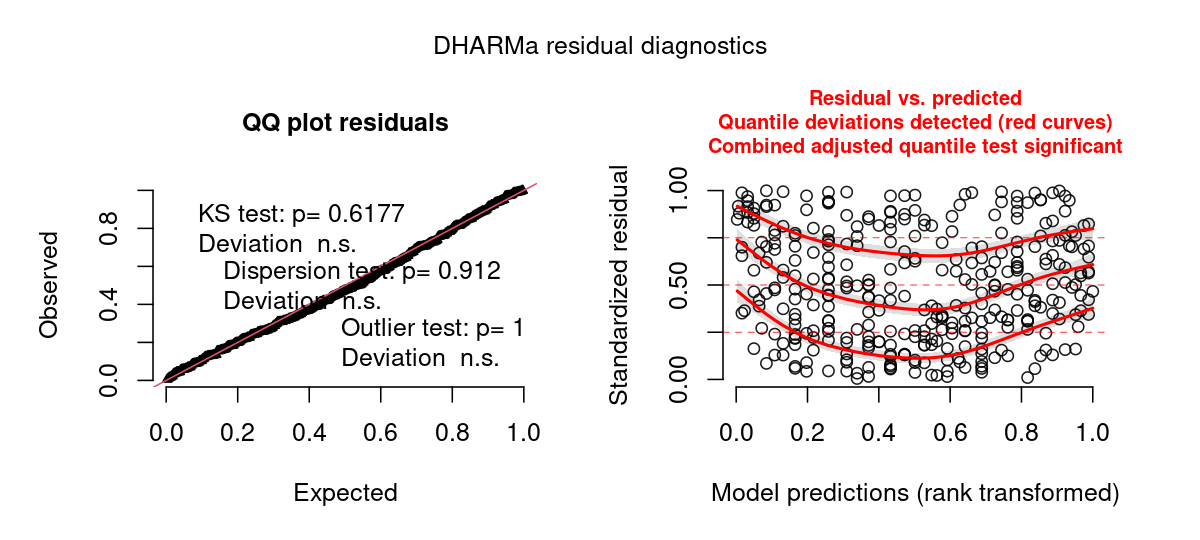 DHARMa residual diagnostics
QQ plot residuals
KS test: p= 0.6177
Deviation n.s.
Dispersion test: p= 0.912
Deviation n.s.
Outlier test: p= 1
Deviation n.s.
Observed
0.0
0.4
0.8
0.0 0.2 0.4 0.6 0.8 1.0
Expected
Residual vs. predicted
Quantile deviations detected (red curves)
Combined adjusted quantile test significant
Standardized residual
0.00
0.50
1.00
0.0 0.2 0.4 0.6 0.8 1.0
Model predictions (rank transformed)